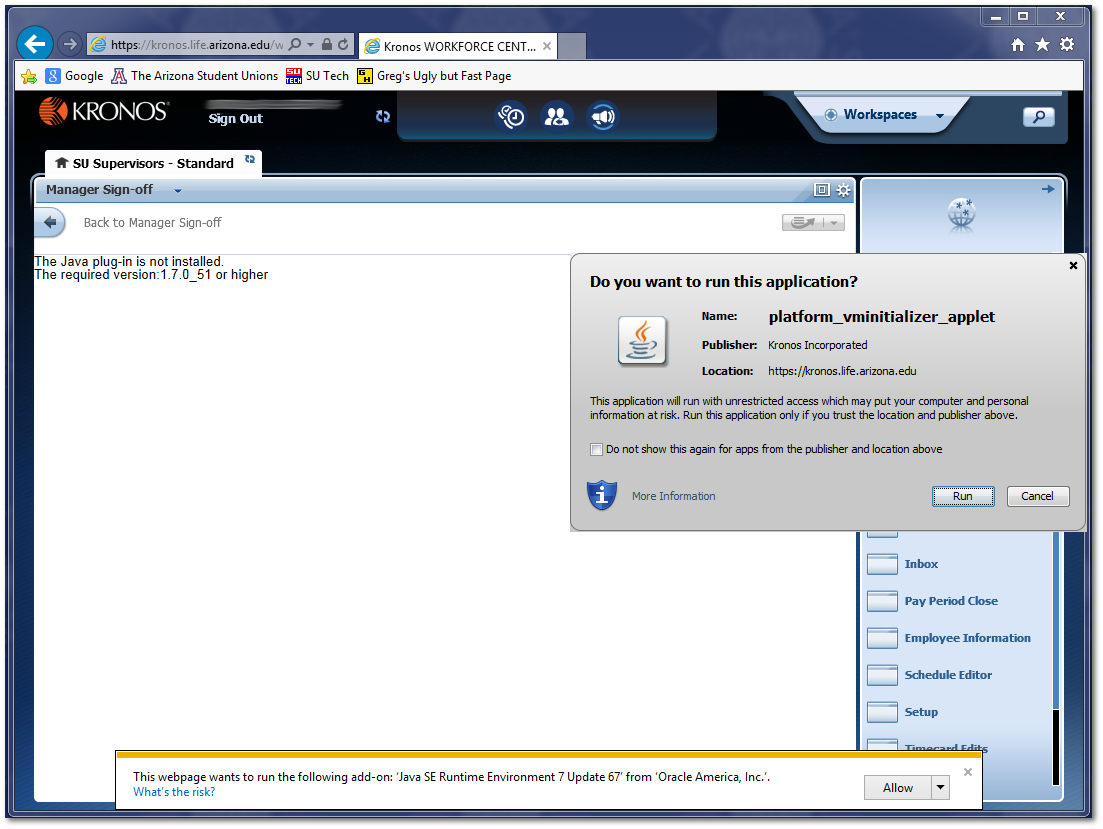 https://kronos.life.arizona.edu/w
Kronos WORKFORCE CENT...
Google
The Arizona Student Unions
SU TECH
SU Tech
GH
Greg's Ugly but Fast Page
KRONOS
Sign Out
Workspaces
SU Supervisors - Standard
Manager Sign-off
Back to Manager Sign-off
The Java plug-in is not installed.
The required version:1.7.0_51 or higher
Do you want to run this application?
Name: platform_vminitializer_applet
Publisher: Kronos Incorporated
Location: https://kronos.life.arizona.edu
This application will run with unrestricted access which may put your computer and personal
information at risk. Run this application only if you trust the location and publisher above.
Do not show this again for apps from the publisher and location above
More Information
Run
Cancel
Inbox
Pay Period Close
Employee Information
Schedule Editor
Setup
Timecard Edits
This webpage wants to run the following add-on: 'Java SE Runtime Environment 7 Update 67' from 'Oracle America, Inc.'.
What's the risk?
Allow